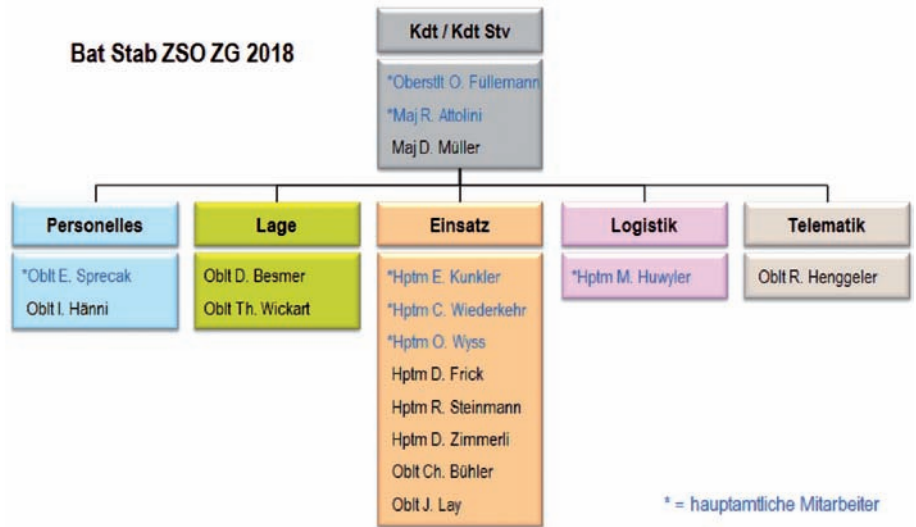 Bat Stab ZSO ZG 2018
Kdt / Kdt Stv
*Oberstlt O. Füllemann
*Maj R. Attolini
Maj D. Müller
Personelles
*Oblt E. Sprecak
Oblt I. Hänni
Lage
Oblt D. Besmer
Oblt Th. Wickart
Einsatz
*Hptm E. Kunkler
*Hptm C. Wiederkehr
*Hptm O. Wyss
Hptm D. Frick
Hptm R. Steinmann
Hptm D. Zimmerli
Oblt Ch. Bühler
Oblt J. Lay
Logistik
*Hptm M. Huwyler
Telematik
Oblt R. Henggeler
* = hauptamtliche Mitarbeiter